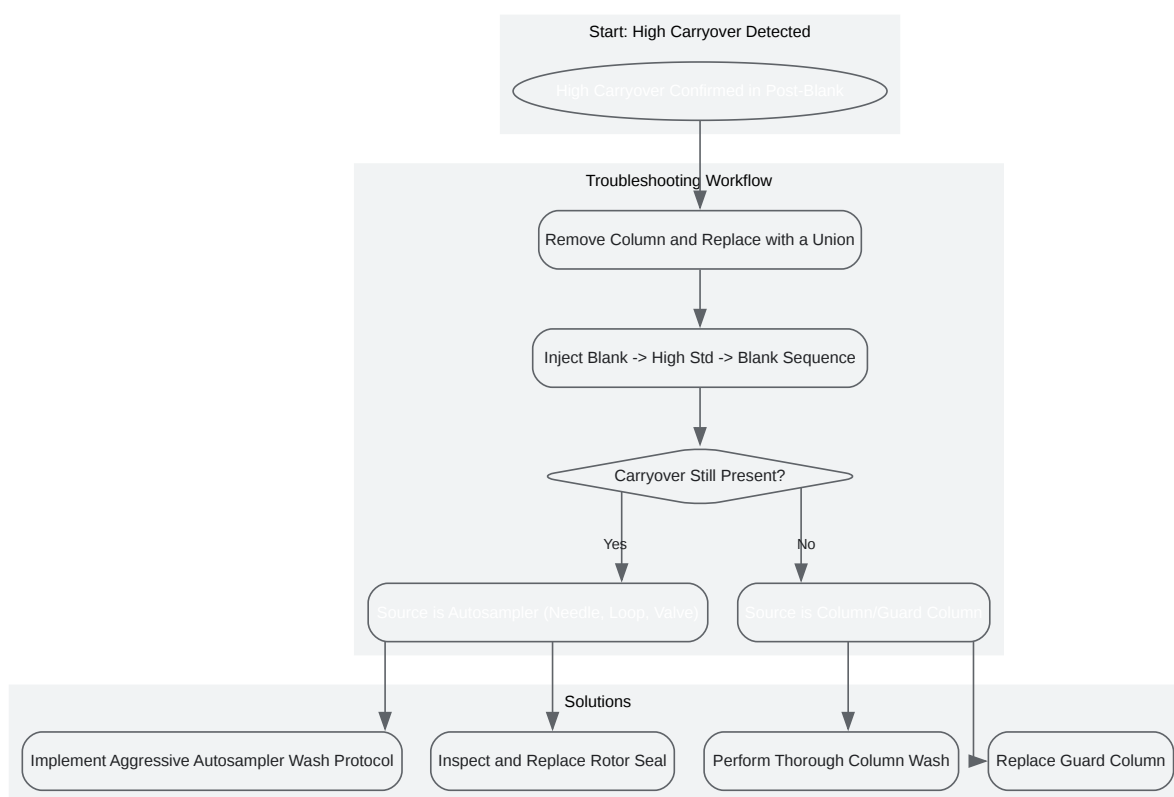 Start: High Carryover Detected
High Carryover Confirmed in Post-Blank
Troubleshooting Workflow
Remove Column and Replace with a Union
Inject Blank -> High Std -> Blank Sequence
Carryover Still Present?
Yes
No
Source is Autosampler (Needle, Loop, Valve)
Source is Column/Guard Column
Solutions
Implement Aggressive Autosampler Wash Protocol
Inspect and Replace Rotor Seal
Perform Thorough Column Wash
Replace Guard Column